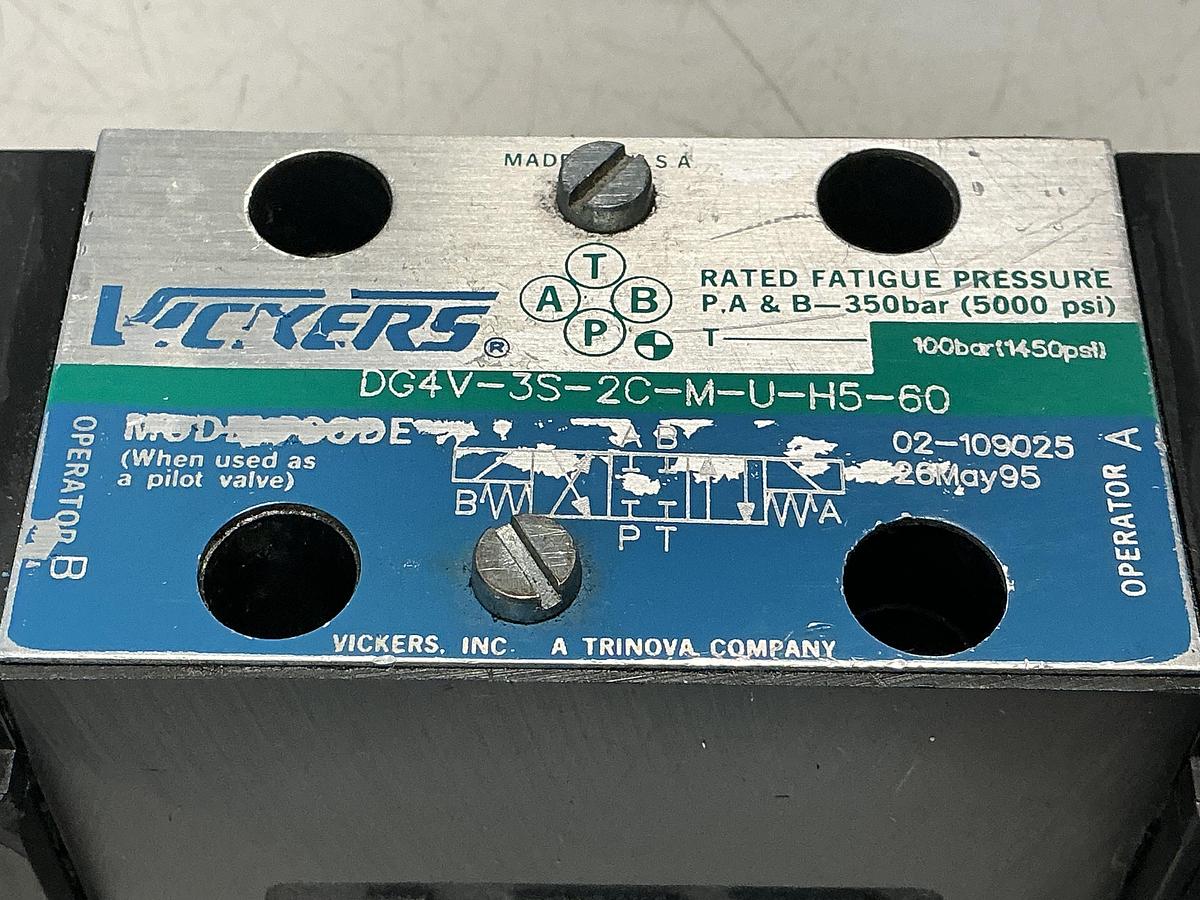 MADE S A
VICKERS®
T
A B
P
RATED FATIGUE PRESSURE
P.A & B—350bar (5000 psi)
T 100bar(1450psi)
DG4V-3S-2C-M-U-H5-60
(When used as
a pilot valve)
A B
B A
P T
02-109025
26May95
OPERATOR B
OPERATOR A
VICKERS, INC. A TRINOVA COMPANY